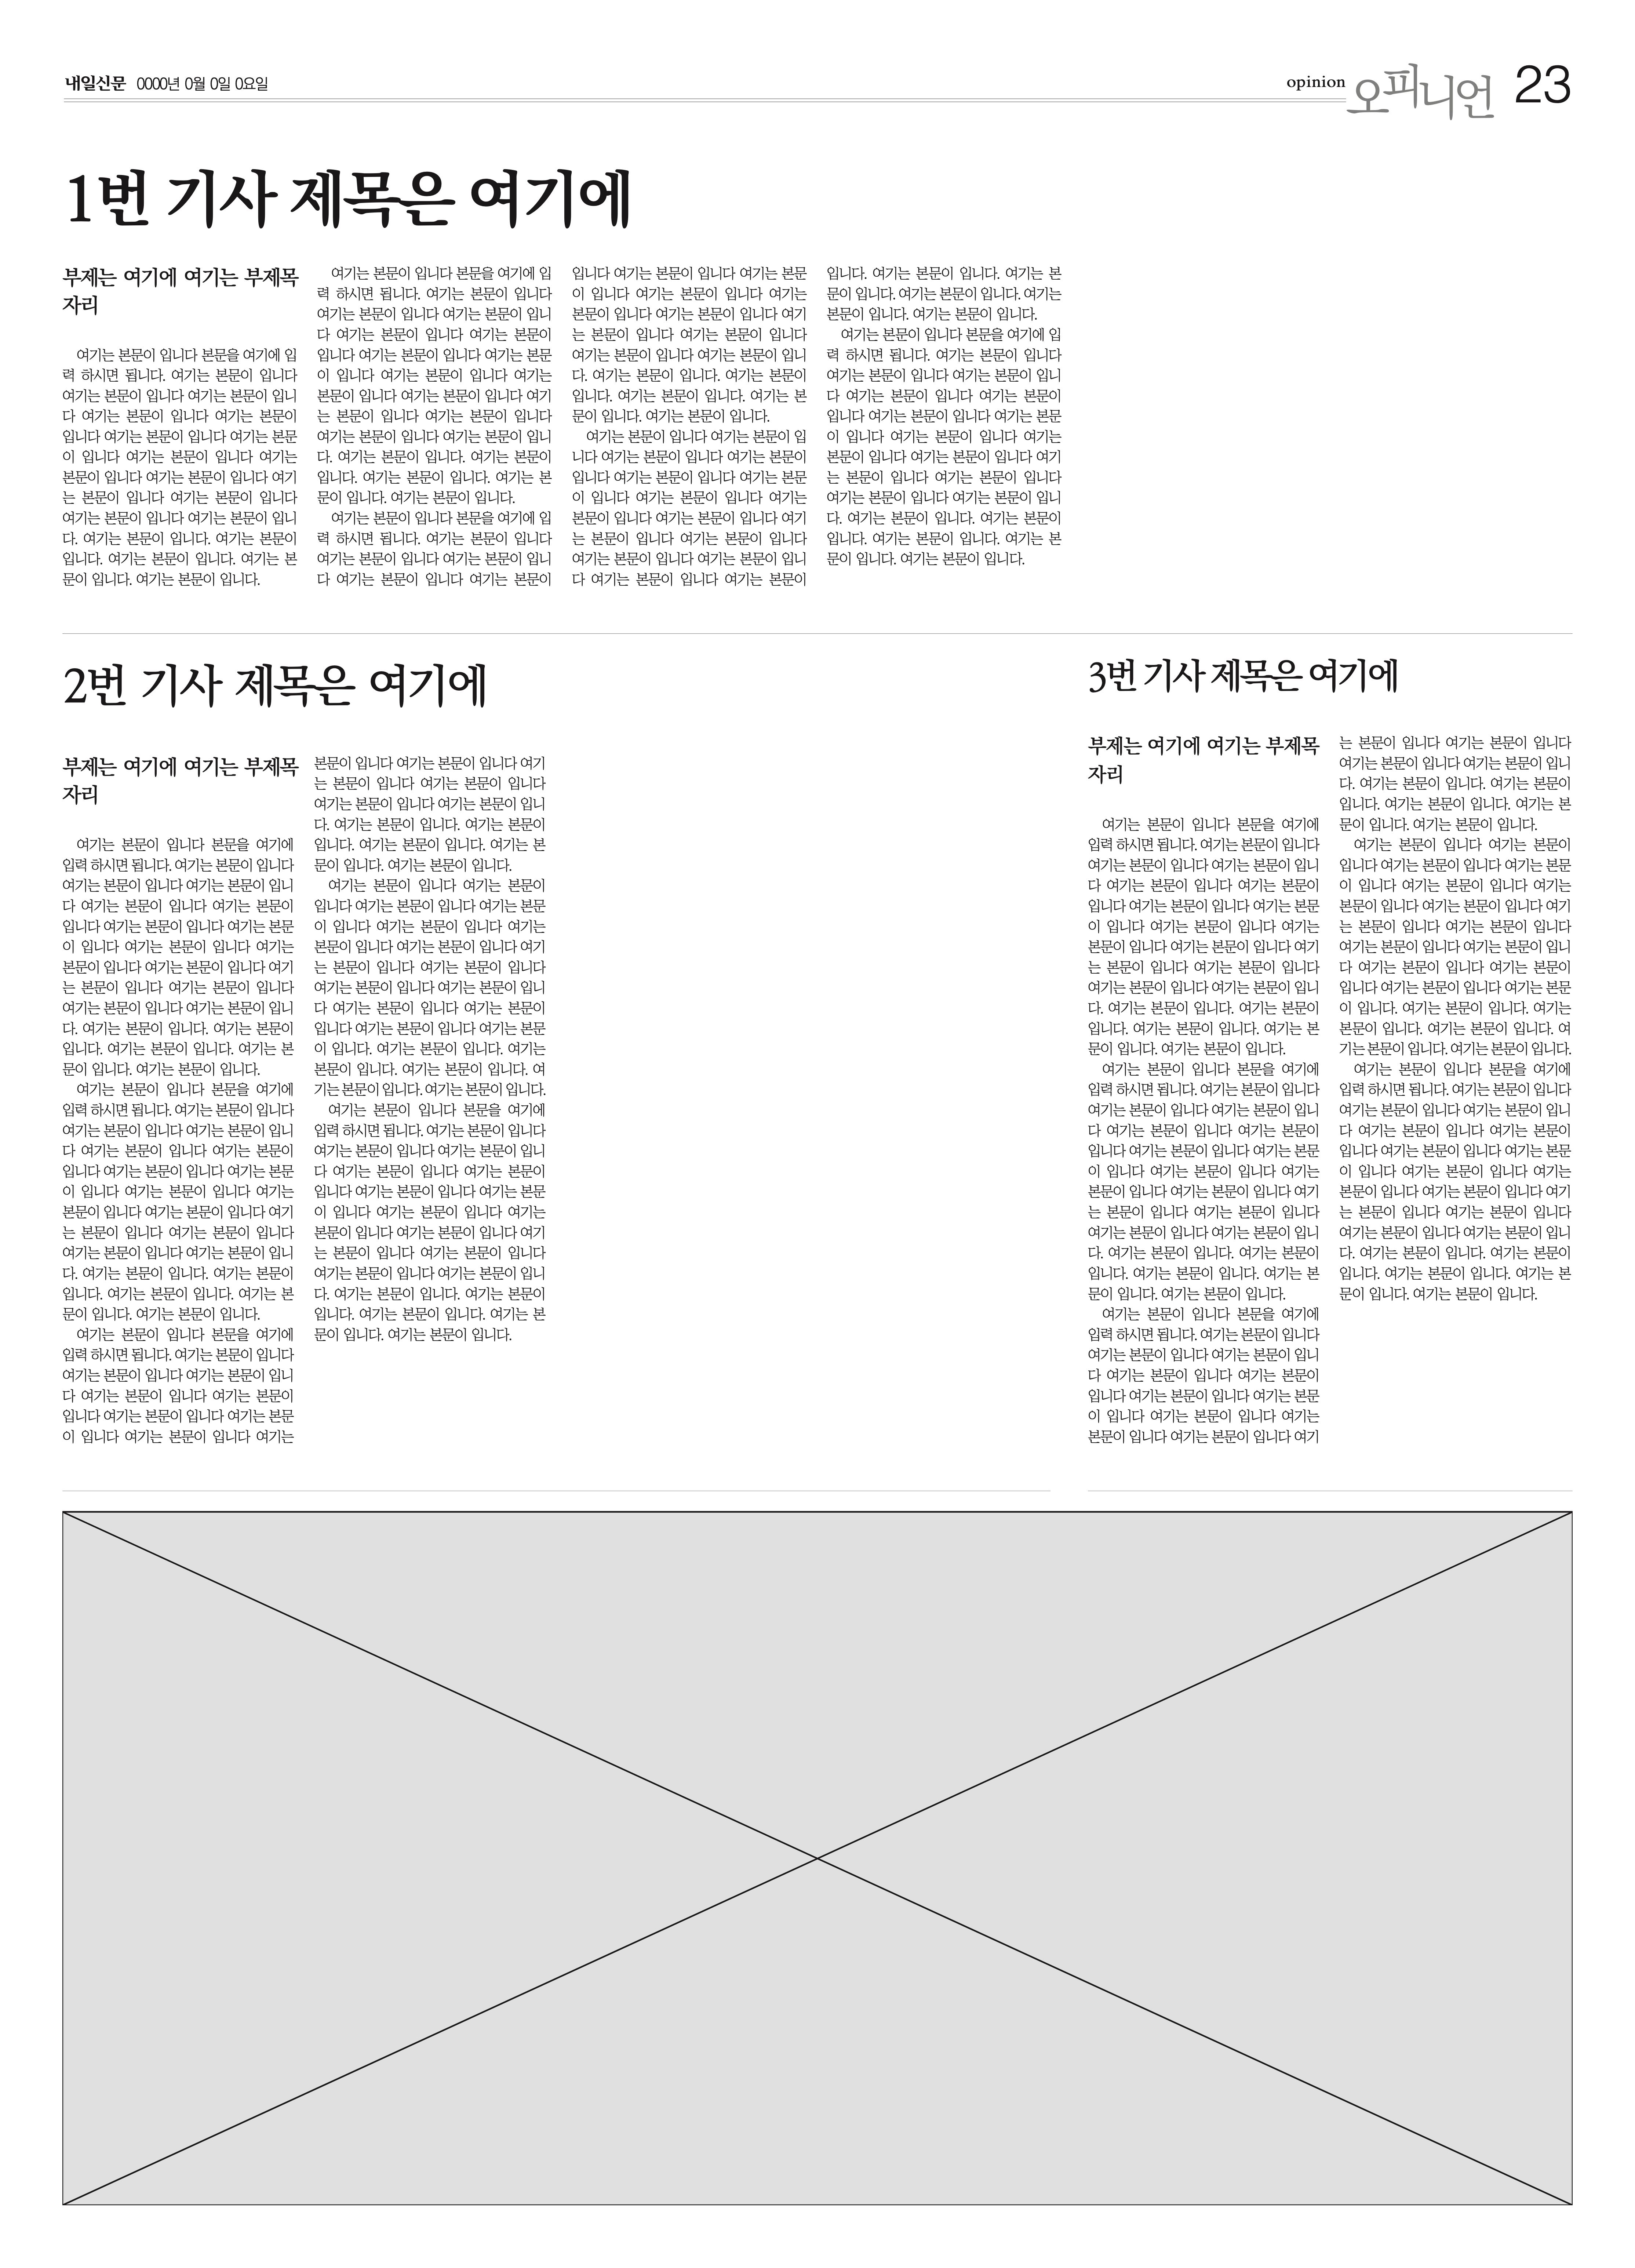 내일신문 0000년 0월 0일 0요일
opinion 오피니언 23
1번 기사 제목은 여기에
부제는 여기에 여기는 부제목
자리
여기는 본문이 입니다 본문을 여기에 입
력 하시면 됩니다. 여기는 본문이 입니다
여기는 본문이 입니다 여기는 본문이 입니
다 여기는 본문이 입니다 여기는 본문이
입니다 여기는 본문이 입니다 여기는 본문
이 입니다 여기는 본문이 입니다 여기는
본문이 입니다 여기는 본문이 입니다 여기
는 본문이 입니다 여기는 본문이 입니다
여기는 본문이 입니다 여기는 본문이 입니
다. 여기는 본문이 입니다. 여기는 본문이
입니다. 여기는 본문이 입니다. 여기는 본
문이 입니다. 여기는 본문이 입니다.
여기는 본문이 입니다 본문을 여기에 입
력 하시면 됩니다. 여기는 본문이 입니다
여기는 본문이 입니다 여기는 본문이 입니
다 여기는 본문이 입니다 여기는 본문이
입니다 여기는 본문이 입니다 여기는 본문
이 입니다 여기는 본문이 입니다 여기는
본문이 입니다 여기는 본문이 입니다 여기
는 본문이 입니다 여기는 본문이 입니다
여기는 본문이 입니다 여기는 본문이 입니
다. 여기는 본문이 입니다. 여기는 본문이
입니다. 여기는 본문이 입니다. 여기는 본
문이 입니다. 여기는 본문이 입니다.
여기는 본문이 입니다 본문을 여기에 입
력 하시면 됩니다. 여기는 본문이 입니다
여기는 본문이 입니다 여기는 본문이 입니
다 여기는 본문이 입니다 여기는 본문이
입니다 여기는 본문이 입니다 여기는 본문
이 입니다 여기는 본문이 입니다 여기는
본문이 입니다 여기는 본문이 입니다 여기
는 본문이 입니다 여기는 본문이 입니다
여기는 본문이 입니다 여기는 본문이 입니
다. 여기는 본문이 입니다. 여기는 본문이
입니다. 여기는 본문이 입니다. 여기는 본
문이 입니다. 여기는 본문이 입니다.
여기는 본문이 입니다 여기는 본문이 입
니다 여기는 본문이 입니다 여기는 본문이
입니다 여기는 본문이 입니다 여기는 본문
이 입니다 여기는 본문이 입니다 여기는
본문이 입니다 여기는 본문이 입니다 여기
는 본문이 입니다 여기는 본문이 입니다
여기는 본문이 입니다 여기는 본문이 입니
다 여기는 본문이 입니다 여기는 본문이
입니다. 여기는 본문이 입니다. 여기는 본
문이 입니다. 여기는 본문이 입니다. 여기는
본문이 입니다. 여기는 본문이 입니다.
여기는 본문이 입니다 본문을 여기에 입
력 하시면 됩니다. 여기는 본문이 입니다
여기는 본문이 입니다 여기는 본문이 입니
다 여기는 본문이 입니다 여기는 본문이
입니다 여기는 본문이 입니다 여기는 본문
이 입니다 여기는 본문이 입니다 여기는
본문이 입니다 여기는 본문이 입니다 여기
는 본문이 입니다 여기는 본문이 입니다
여기는 본문이 입니다 여기는 본문이 입니
다. 여기는 본문이 입니다. 여기는 본문이
입니다. 여기는 본문이 입니다. 여기는 본
문이 입니다. 여기는 본문이 입니다.
2번 기사 제목은 여기에
부제는 여기에 여기는 부제목
자리
여기는 본문이 입니다 본문을 여기에
입력 하시면 됩니다. 여기는 본문이 입니다
여기는 본문이 입니다 여기는 본문이 입니
다 여기는 본문이 입니다 여기는 본문이
입니다 여기는 본문이 입니다 여기는 본문
이 입니다 여기는 본문이 입니다 여기는
본문이 입니다 여기는 본문이 입니다 여기
는 본문이 입니다 여기는 본문이 입니다
여기는 본문이 입니다 여기는 본문이 입니
다. 여기는 본문이 입니다. 여기는 본문이
입니다. 여기는 본문이 입니다. 여기는 본
문이 입니다. 여기는 본문이 입니다.
여기는 본문이 입니다 본문을 여기에
입력 하시면 됩니다. 여기는 본문이 입니다
여기는 본문이 입니다 여기는 본문이 입니
다 여기는 본문이 입니다 여기는 본문이
입니다 여기는 본문이 입니다 여기는 본문
이 입니다 여기는 본문이 입니다 여기는
본문이 입니다 여기는 본문이 입니다 여기
는 본문이 입니다 여기는 본문이 입니다
여기는 본문이 입니다 여기는 본문이 입니
다. 여기는 본문이 입니다. 여기는 본문이
입니다. 여기는 본문이 입니다. 여기는 본
문이 입니다. 여기는 본문이 입니다.
여기는 본문이 입니다 본문을 여기에
입력 하시면 됩니다. 여기는 본문이 입니다
여기는 본문이 입니다 여기는 본문이 입니
다 여기는 본문이 입니다 여기는 본문이
입니다 여기는 본문이 입니다 여기는 본문
이 입니다 여기는 본문이 입니다 여기는
본문이 입니다 여기는 본문이 입니다 여기
는 본문이 입니다 여기는 본문이 입니다
여기는 본문이 입니다 여기는 본문이 입니
다. 여기는 본문이 입니다. 여기는 본문이
입니다. 여기는 본문이 입니다. 여기는 본
문이 입니다. 여기는 본문이 입니다.
여기는 본문이 입니다 여기는 본문이
입니다 여기는 본문이 입니다 여기는 본문
이 입니다 여기는 본문이 입니다 여기는
본문이 입니다 여기는 본문이 입니다 여기
는 본문이 입니다 여기는 본문이 입니다
여기는 본문이 입니다 여기는 본문이 입니
다 여기는 본문이 입니다 여기는 본문이
입니다 여기는 본문이 입니다 여기는 본문
이 입니다. 여기는 본문이 입니다. 여기는
본문이 입니다. 여기는 본문이 입니다. 여
기는 본문이 입니다. 여기는 본문이 입니다.
여기는 본문이 입니다 본문을 여기에
입력 하시면 됩니다. 여기는 본문이 입니다
여기는 본문이 입니다 여기는 본문이 입니
다 여기는 본문이 입니다 여기는 본문이
입니다 여기는 본문이 입니다 여기는 본문
이 입니다 여기는 본문이 입니다 여기는
본문이 입니다 여기는 본문이 입니다 여기
는 본문이 입니다 여기는 본문이 입니다
여기는 본문이 입니다 여기는 본문이 입니
다. 여기는 본문이 입니다. 여기는 본문이
입니다. 여기는 본문이 입니다. 여기는 본
문이 입니다. 여기는 본문이 입니다.
3번 기사 제목은 여기에
부제는 여기에 여기는 부제목
자리
여기는 본문이 입니다 본문을 여기에
입력 하시면 됩니다. 여기는 본문이 입니다
여기는 본문이 입니다 여기는 본문이 입니
다 여기는 본문이 입니다 여기는 본문이
입니다 여기는 본문이 입니다 여기는 본문
이 입니다 여기는 본문이 입니다 여기는
본문이 입니다 여기는 본문이 입니다 여기
는 본문이 입니다 여기는 본문이 입니다
여기는 본문이 입니다 여기는 본문이 입니
다. 여기는 본문이 입니다. 여기는 본문이
입니다. 여기는 본문이 입니다. 여기는 본
문이 입니다. 여기는 본문이 입니다.
여기는 본문이 입니다 본문을 여기에
입력 하시면 됩니다. 여기는 본문이 입니다
여기는 본문이 입니다 여기는 본문이 입니
다 여기는 본문이 입니다 여기는 본문이
입니다 여기는 본문이 입니다 여기는 본문
이 입니다 여기는 본문이 입니다 여기는
본문이 입니다 여기는 본문이 입니다 여기
는 본문이 입니다 여기는 본문이 입니다
여기는 본문이 입니다 여기는 본문이 입니
다. 여기는 본문이 입니다. 여기는 본문이
입니다. 여기는 본문이 입니다. 여기는 본
문이 입니다. 여기는 본문이 입니다.
여기는 본문이 입니다 본문을 여기에
입력 하시면 됩니다. 여기는 본문이 입니다
여기는 본문이 입니다 여기는 본문이 입니
다 여기는 본문이 입니다 여기는 본문이
입니다 여기는 본문이 입니다 여기는 본문
이 입니다 여기는 본문이 입니다 여기는
본문이 입니다 여기는 본문이 입니다 여기
는 본문이 입니다 여기는 본문이 입니다
여기는 본문이 입니다 여기는 본문이 입니
다. 여기는 본문이 입니다. 여기는 본문이
입니다. 여기는 본문이 입니다. 여기는 본
문이 입니다. 여기는 본문이 입니다.
여기는 본문이 입니다 여기는 본문이
입니다 여기는 본문이 입니다 여기는 본문
이 입니다 여기는 본문이 입니다 여기는
본문이 입니다 여기는 본문이 입니다 여기
는 본문이 입니다 여기는 본문이 입니다
여기는 본문이 입니다 여기는 본문이 입니
다 여기는 본문이 입니다 여기는 본문이
입니다 여기는 본문이 입니다 여기는 본문
이 입니다. 여기는 본문이 입니다. 여기는
본문이 입니다. 여기는 본문이 입니다. 여
기는 본문이 입니다. 여기는 본문이 입니다.
여기는 본문이 입니다 본문을 여기에
입력 하시면 됩니다. 여기는 본문이 입니다
여기는 본문이 입니다 여기는 본문이 입니
다 여기는 본문이 입니다 여기는 본문이
입니다 여기는 본문이 입니다 여기는 본문
이 입니다 여기는 본문이 입니다 여기는
본문이 입니다 여기는 본문이 입니다 여기
는 본문이 입니다 여기는 본문이 입니다
여기는 본문이 입니다 여기는 본문이 입니
다. 여기는 본문이 입니다. 여기는 본문이
입니다. 여기는 본문이 입니다. 여기는 본
문이 입니다. 여기는 본문이 입니다.